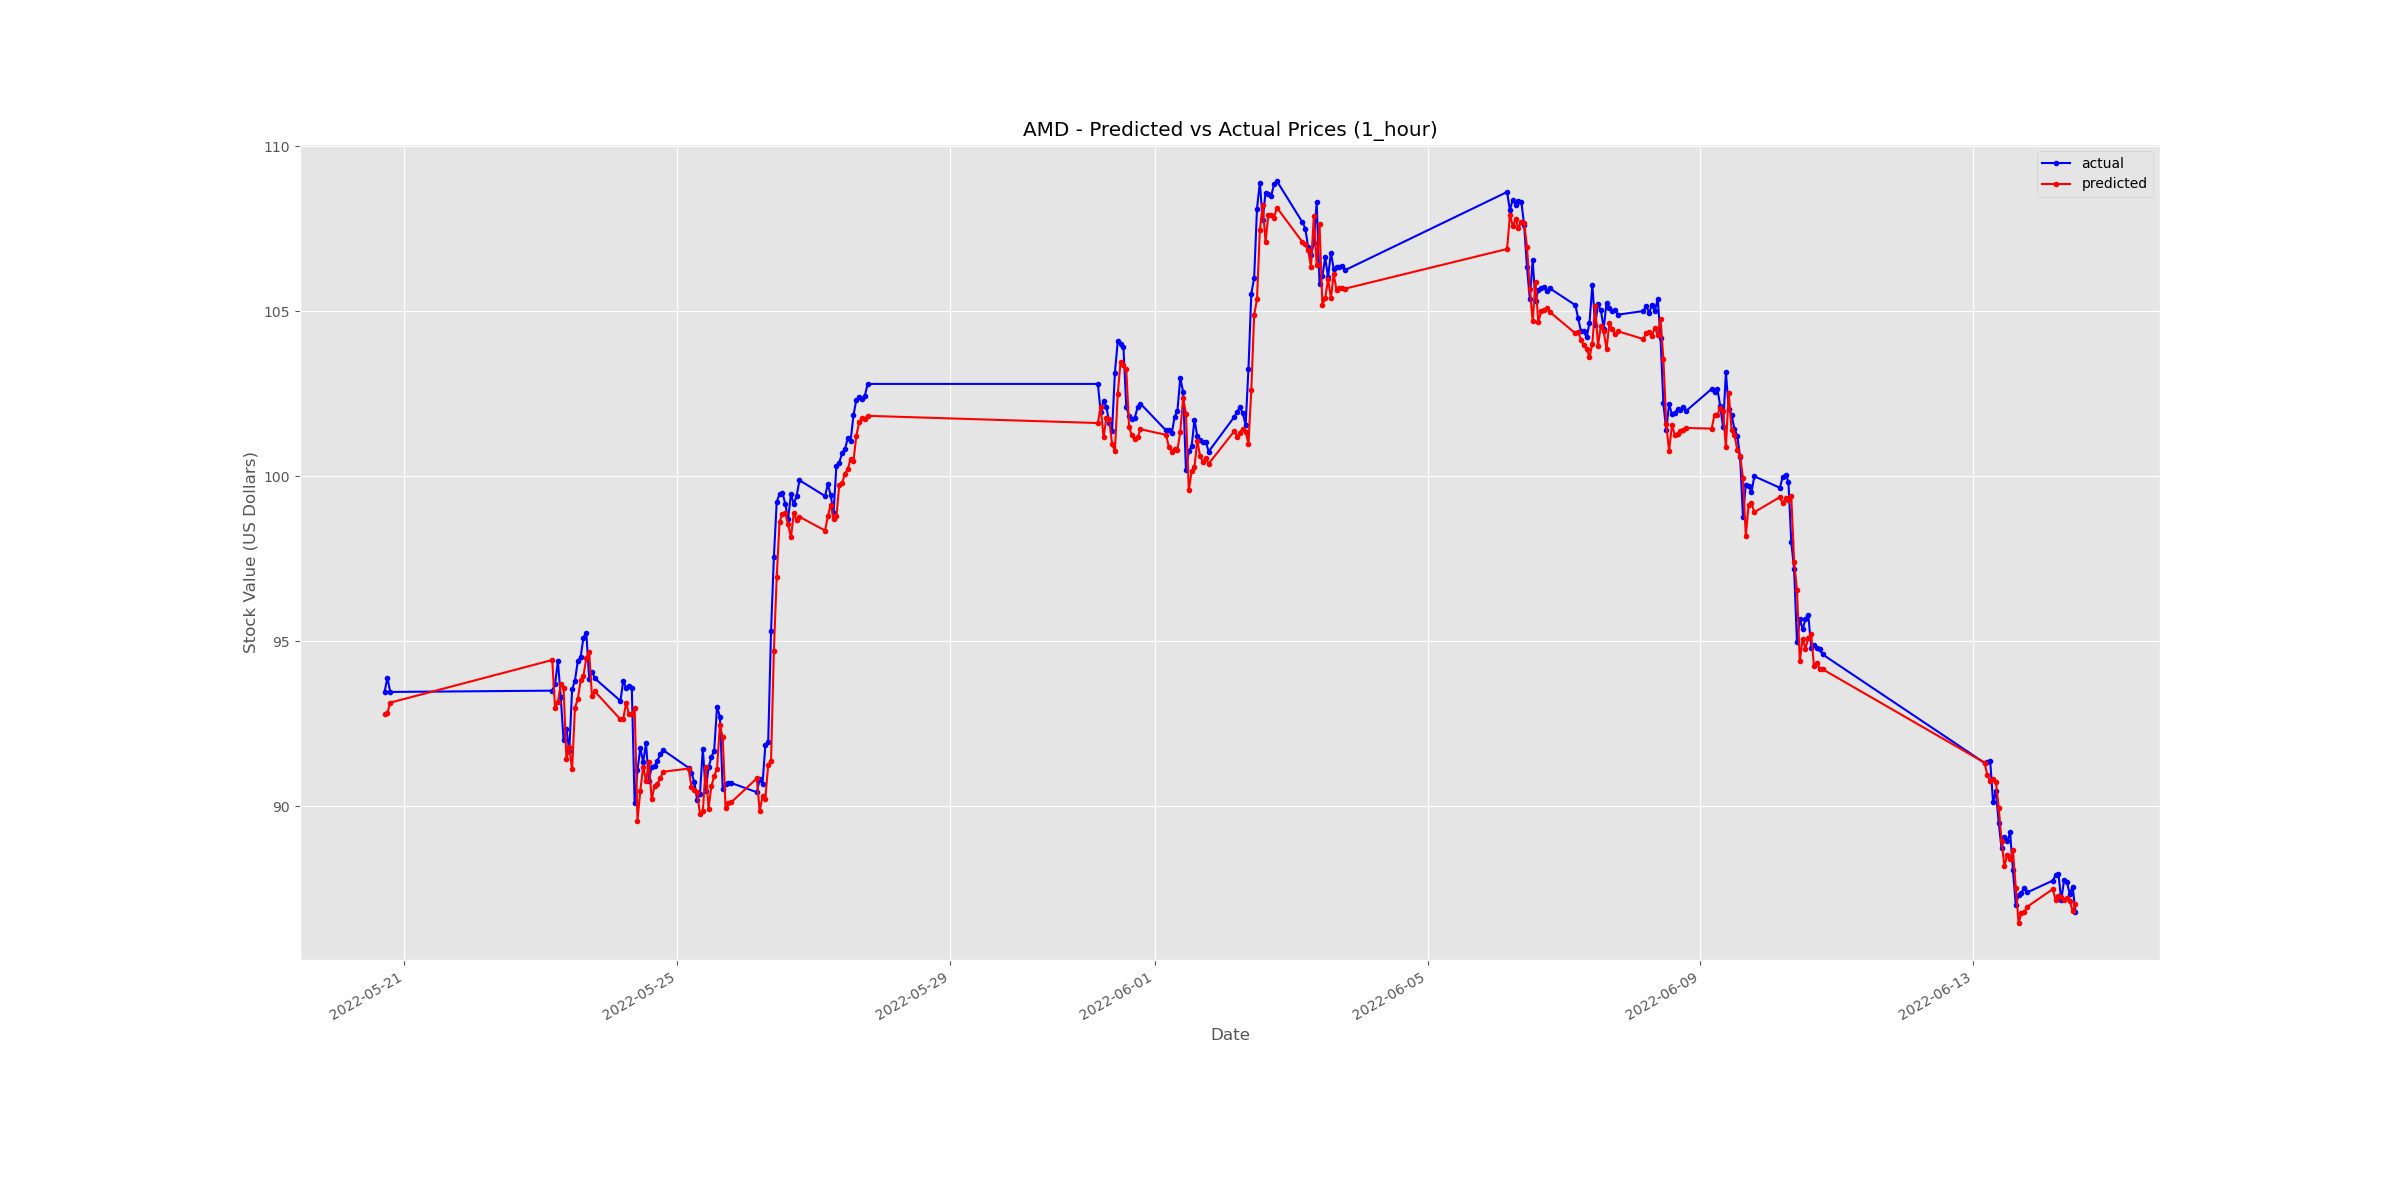 AMD - Predicted vs Actual Prices (1_hour)
actual
predicted
Stock Value (US Dollars)
110
105
100
95
90
2022-05-21
2022-05-25
2022-05-29
2022-06-01
2022-06-05
2022-06-09
2022-06-13
Date